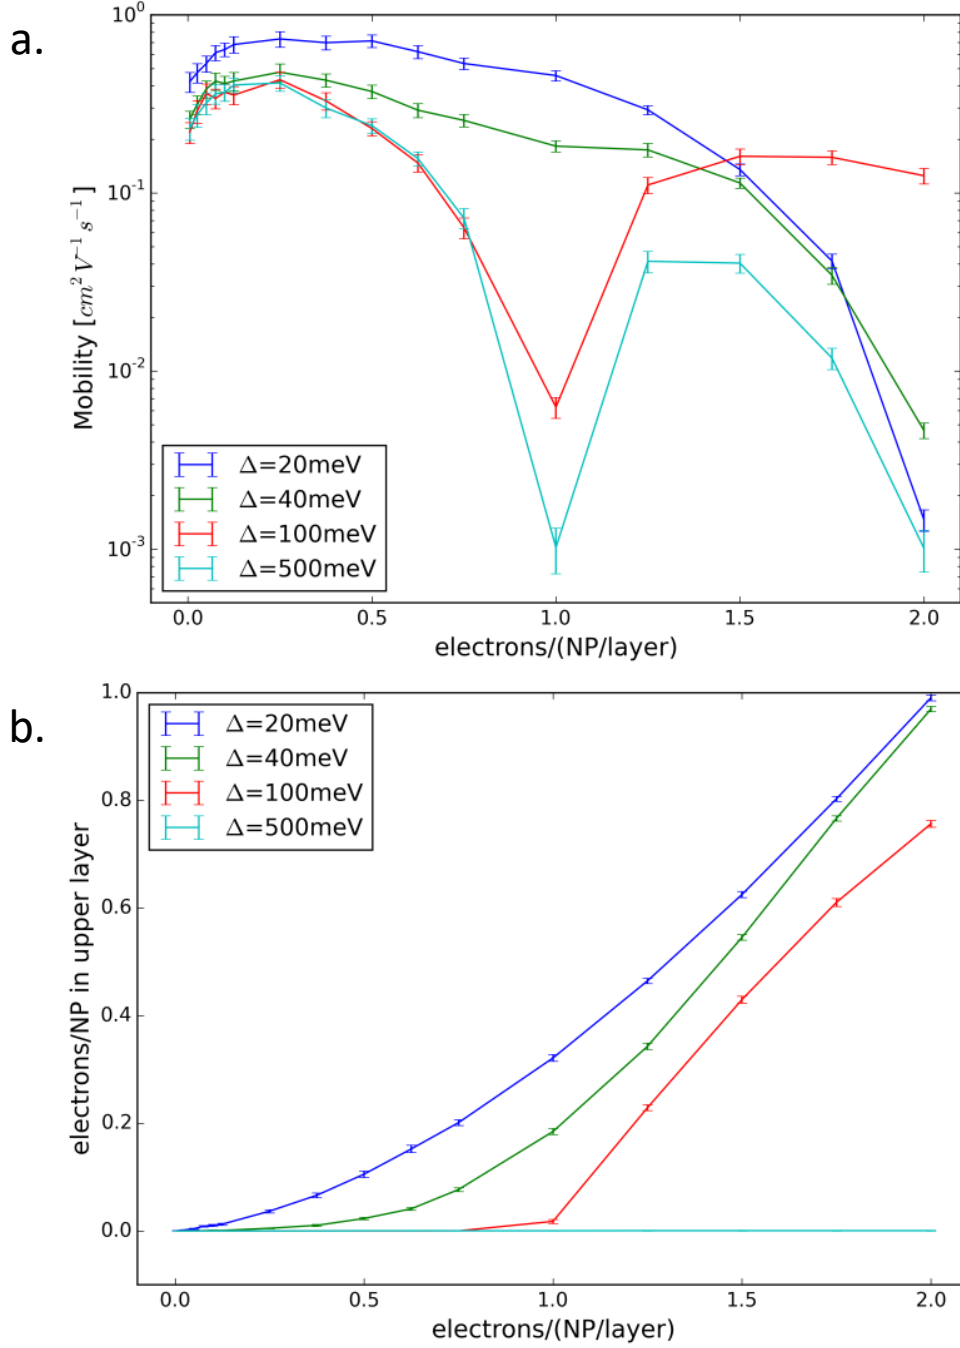 a.
10^0
10^-1
10^-2
10^-3
Mobility [cm^2 V^-1 s^-1]
Δ=20meV
Δ=40meV
Δ=100meV
Δ=500meV
0.0 0.5 1.0 1.5 2.0
electrons/(NP/layer)
b.
1.0
0.8
0.6
0.4
0.2
0.0
electrons/NP in upper layer
Δ=20meV
Δ=40meV
Δ=100meV
Δ=500meV
0.0 0.5 1.0 1.5 2.0
electrons/(NP/layer)